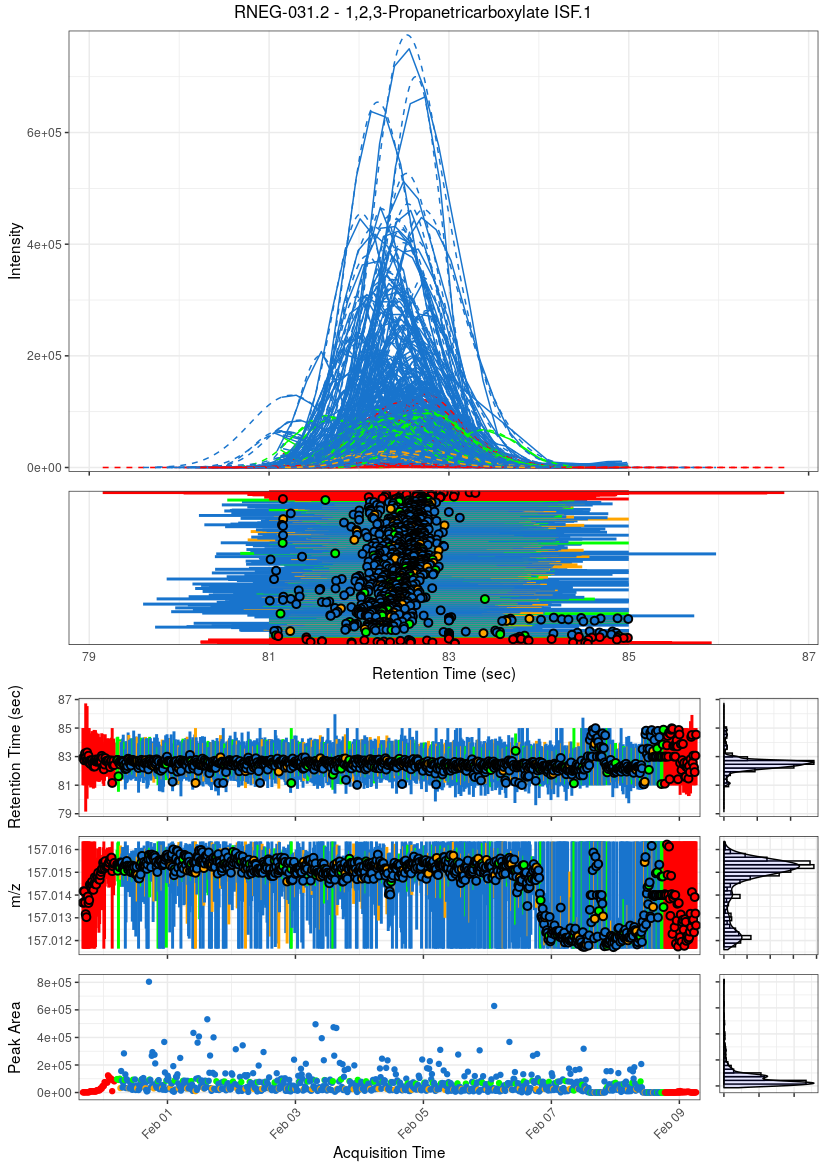 RNEG-031.2 - 1,2,3-Propanetricarboxylate ISF.1
6e+05
4e+05
2e+05
0e+00
Intensity
79 81 83 85 87
Retention Time (sec)
87
85
83
81
79
Retention Time (sec)
157.016
157.015
157.014
157.013
157.012
m/z
8e+05
6e+05
4e+05
2e+05
0e+00
Peak Area
Feb 01 Feb 03 Feb 05 Feb 07 Feb 09
Acquisition Time